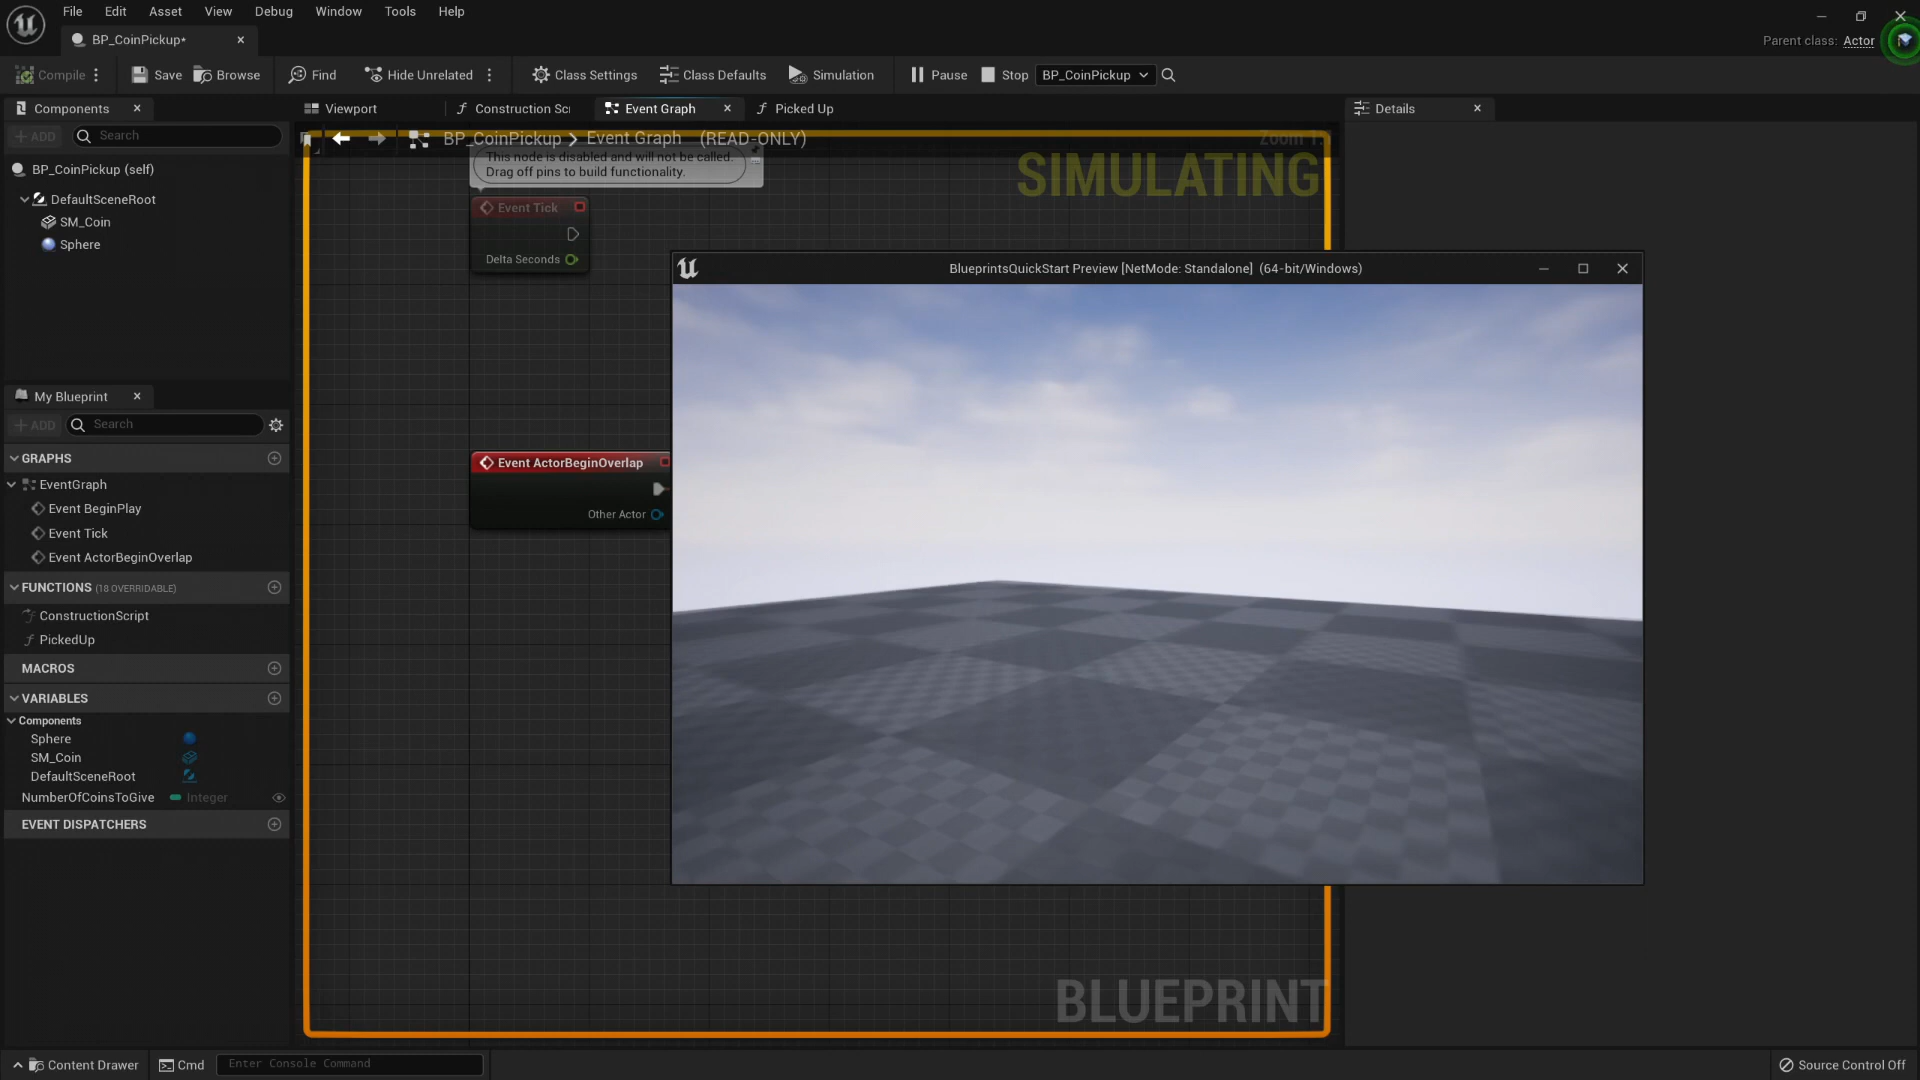 File Edit Asset View Debug Window Tools Help
BP_CoinPickup*
Parent class: Actor
Compile Save Browse Find Hide Unrelated Class Settings Class Defaults Simulation Pause Stop BP_CoinPickup
Components Viewport Construction Sc Event Graph Picked Up Details
ADD Search
BP_CoinPickup > Event Graph (READ-ONLY)
SIMULATING
This node is disabled and will not be called.
Drag off pins to build functionality.
BP_CoinPickup (self)
DefaultSceneRoot
SM_Coin
Sphere
Event Tick
Delta Seconds
BlueprintsQuickStart Preview [NetMode: Standalone] (64-bit/Windows)
My Blueprint
ADD Search
GRAPHS
EventGraph
Event BeginPlay
Event Tick
Event ActorBeginOverlap
Event ActorBeginOverlap
Other Actor
FUNCTIONS (18 OVERRIDABLE)
ConstructionScript
PickedUp
MACROS
VARIABLES
Components
Sphere
SM_Coin
DefaultSceneRoot
NumberOfCoinsToGive Integer
EVENT DISPATCHERS
BLUEPRINT
Content Drawer Cmd Enter Console Command Source Control Off